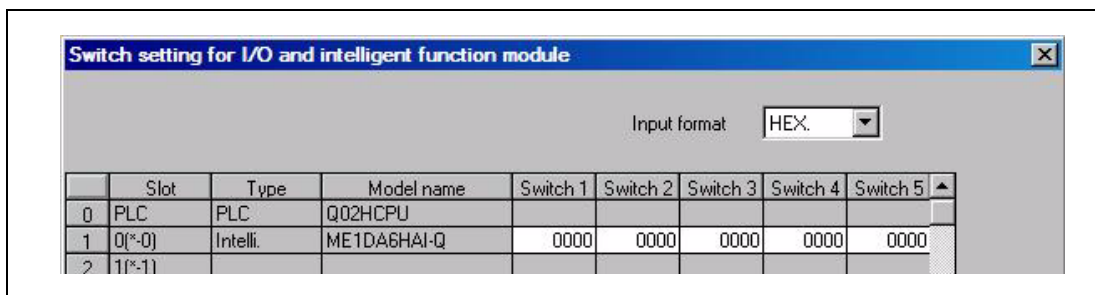 Switch setting for I/O and intelligent function module
Input format HEX.
Slot Type Model name Switch 1 Switch 2 Switch 3 Switch 4 Switch 5
0 PLC PLC Q02HCPU
1 0(*-0) Intelli. ME1DA6HAI-Q 0000 0000 0000 0000 0000
2 1(*-1)